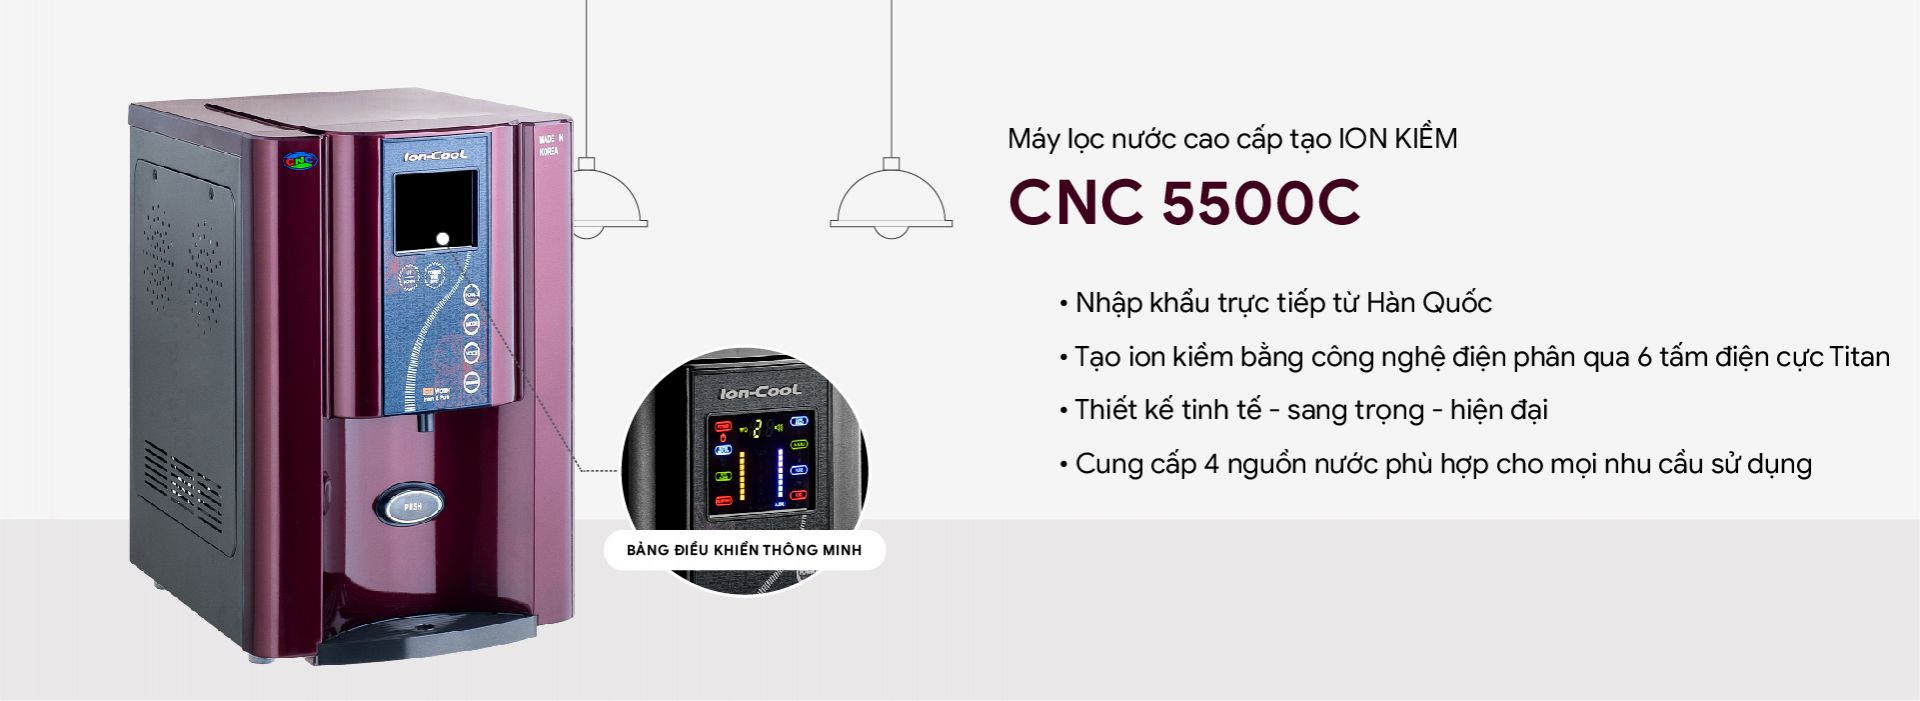 Máy lọc nước cao cấp tạo ION KIỀM
CNC 5500C
• Nhập khẩu trực tiếp từ Hàn Quốc
• Tạo ion kiềm bằng công nghệ điện phân qua 6 tấm điện cực Titan
• Thiết kế tinh tế - sang trọng - hiện đại
• Cung cấp 4 nguồn nước phù hợp cho mọi nhu cầu sử dụng
CNC
Ion-CooL
MADE IN
KOREA
MODE
Water
PUSH
Ion-CooL
BẢNG ĐIỀU KHIỂN THÔNG MINH